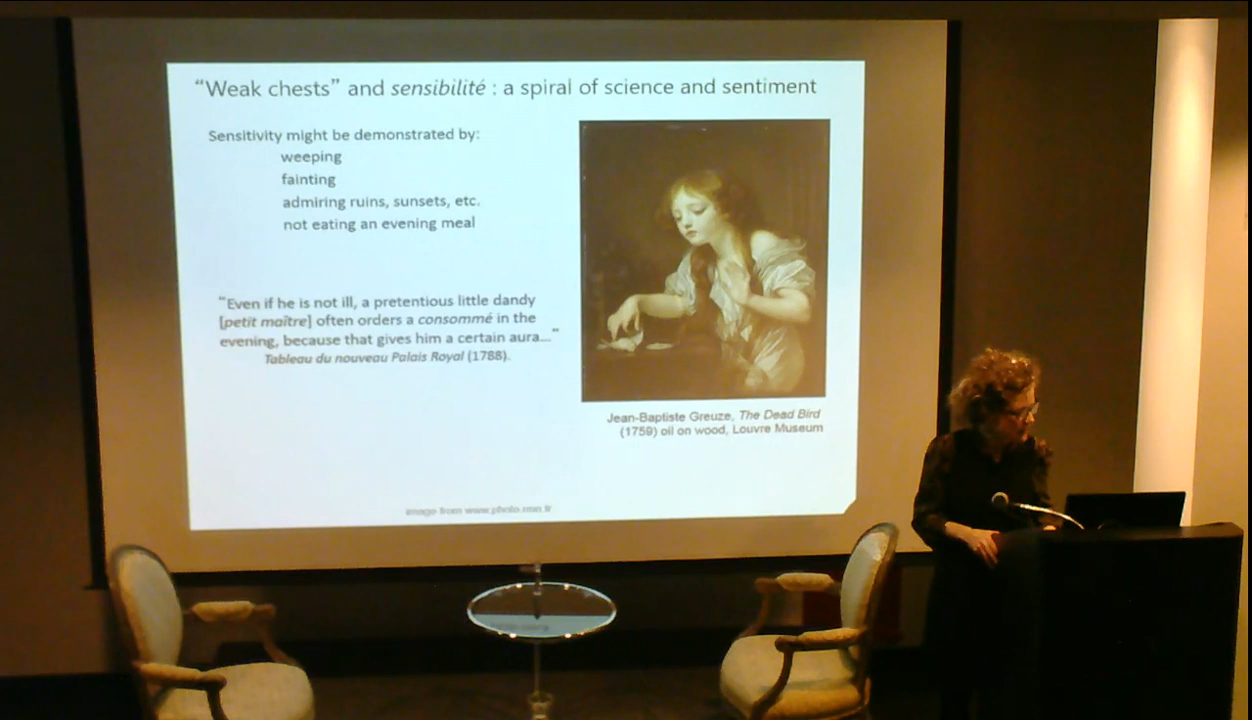 “Weak chests” and sensibilité : a spiral of science and sentiment
Sensitivity might be demonstrated by:
weeping
fainting
admiring ruins, sunsets, etc.
not eating an evening meal
“Even if he is not ill, a pretentious little dandy
[petit maître] often orders a consommé in the
evening, because that gives him a certain aura...”
Tableau du nouveau Palais Royal (1788).
Jean-Baptiste Greuze, The Dead Bird
(1759) oil on wood, Louvre Museum
image from www.photo.rmn.fr